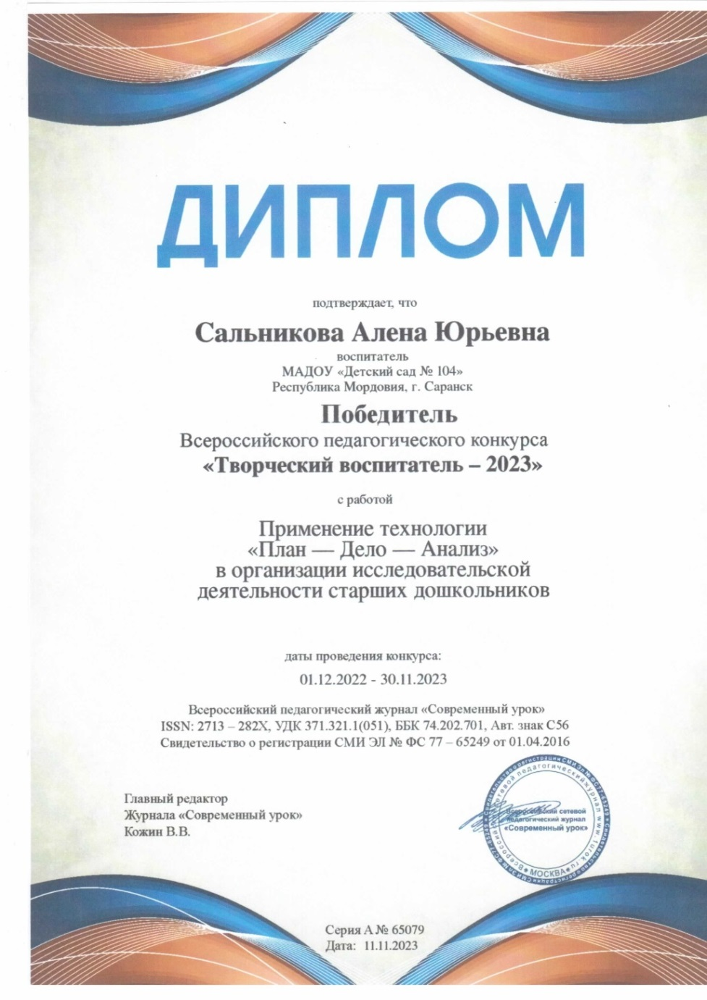 ДИПЛОМ
подтверждает, что
Сальникова Алена Юрьевна
воспитатель
МАДОУ «Детский сад № 104»
Республика Мордовия, г. Саранск
Победитель
Всероссийского педагогического конкурса
«Творческий воспитатель – 2023»
с работой
Применение технологии
«План — Дело — Анализ»
в организации исследовательской
деятельности старших дошкольников
даты проведения конкурса:
01.12.2022 - 30.11.2023
Всероссийский педагогический журнал «Современный урок»
ISSN: 2713 – 282X, УДК 371.321.1(051), ББК 74.202.701, Авт. знак С56
Свидетельство о регистрации СМИ ЭЛ № ФС 77 – 65249 от 01.04.2016
Главный редактор
Журнала «Современный урок»
Кожин В.В.
Всероссийский сетевой
педагогический журнал
«Современный урок»
МОСКВА
www.1urok.ru
Серия А № 65079
Дата: 11.11.2023